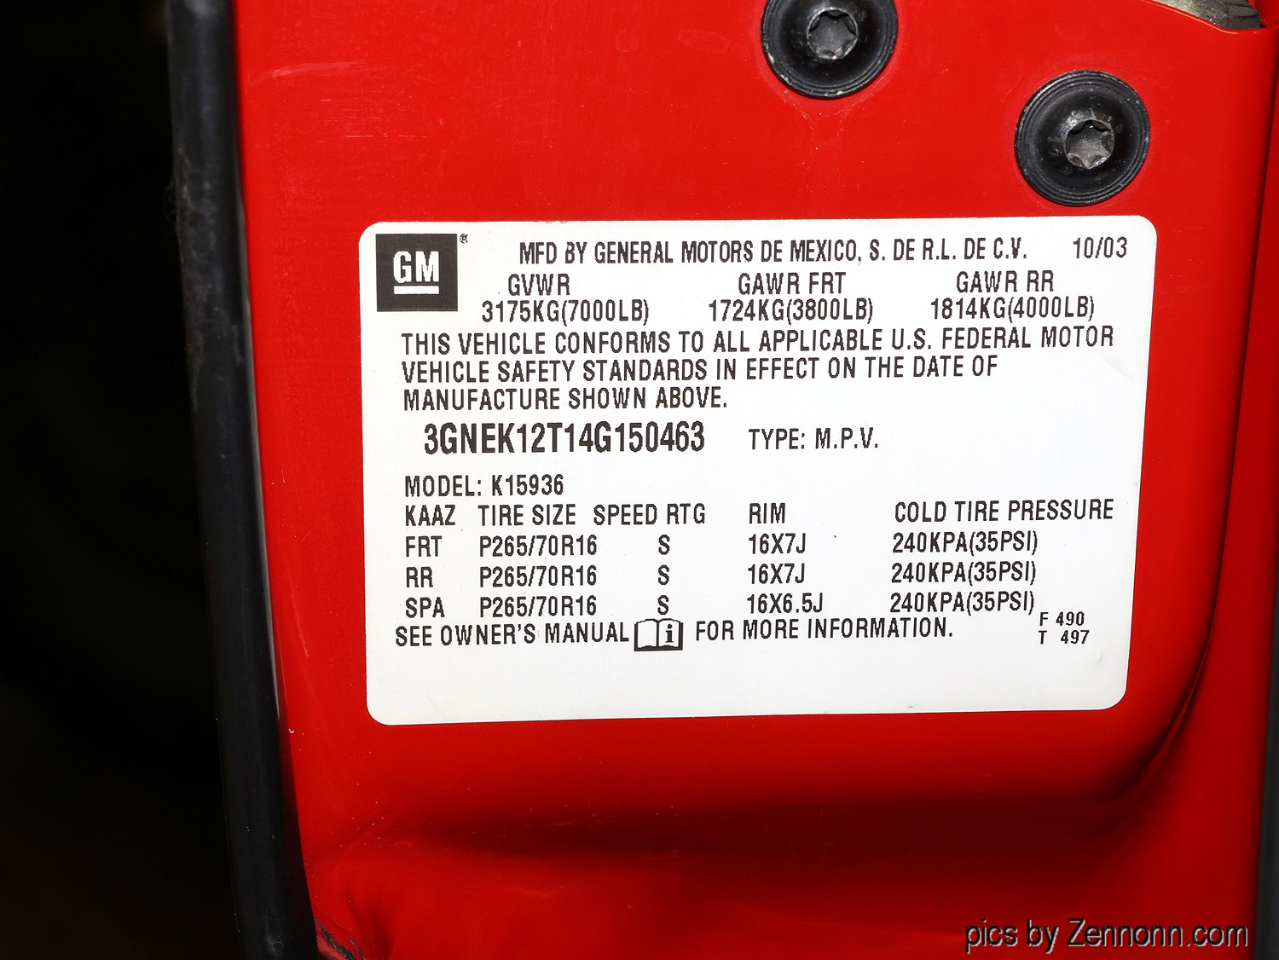 GM® MFD BY GENERAL MOTORS DE MEXICO, S. DE R.L. DE C.V. 10/03
GVWR GAWR FRT GAWR RR
3175KG(7000LB) 1724KG(3800LB) 1814KG(4000LB)
THIS VEHICLE CONFORMS TO ALL APPLICABLE U.S. FEDERAL MOTOR
VEHICLE SAFETY STANDARDS IN EFFECT ON THE DATE OF
MANUFACTURE SHOWN ABOVE.
3GNEK12T14G150463 TYPE: M.P.V.
MODEL: K15936
KAAZ TIRE SIZE SPEED RTG RIM COLD TIRE PRESSURE
FRT P265/70R16 S 16X7J 240KPA(35PSI)
RR P265/70R16 S 16X7J 240KPA(35PSI)
SPA P265/70R16 S 16X6.5J 240KPA(35PSI)
SEE OWNER'S MANUAL i FOR MORE INFORMATION.
F 490
T 497
pics by Zennonn.com